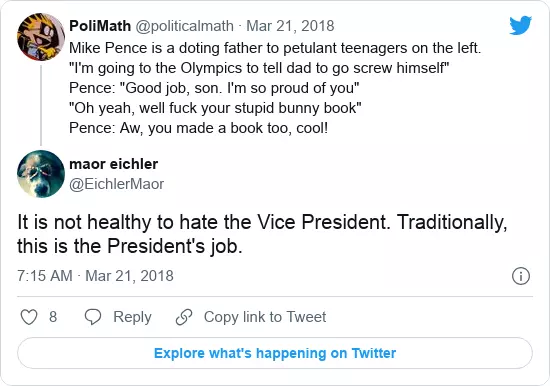 PoliMath @politicalmath · Mar 21, 2018
Mike Pence is a doting father to petulant teenagers on the left.
"I'm going to the Olympics to tell dad to go screw himself"
Pence: "Good job, son. I'm so proud of you"
"Oh yeah, well fuck your stupid bunny book"
Pence: Aw, you made a book too, cool!
maor eichler
@EichlerMaor
It is not healthy to hate the Vice President. Traditionally,
this is the President's job.
7:15 AM · Mar 21, 2018
8 Reply Copy link to Tweet
Explore what's happening on Twitter